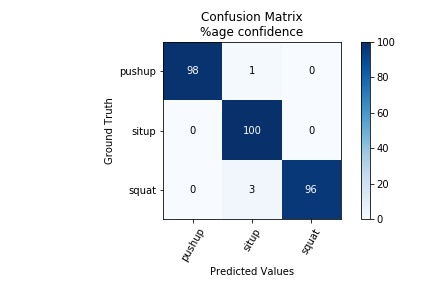 Confusion Matrix
%age confidence
Ground Truth
pushup 98 1 0
situp 0 100 0
squat 0 3 96
pushup situp squat
Predicted Values
100
80
60
40
20
0